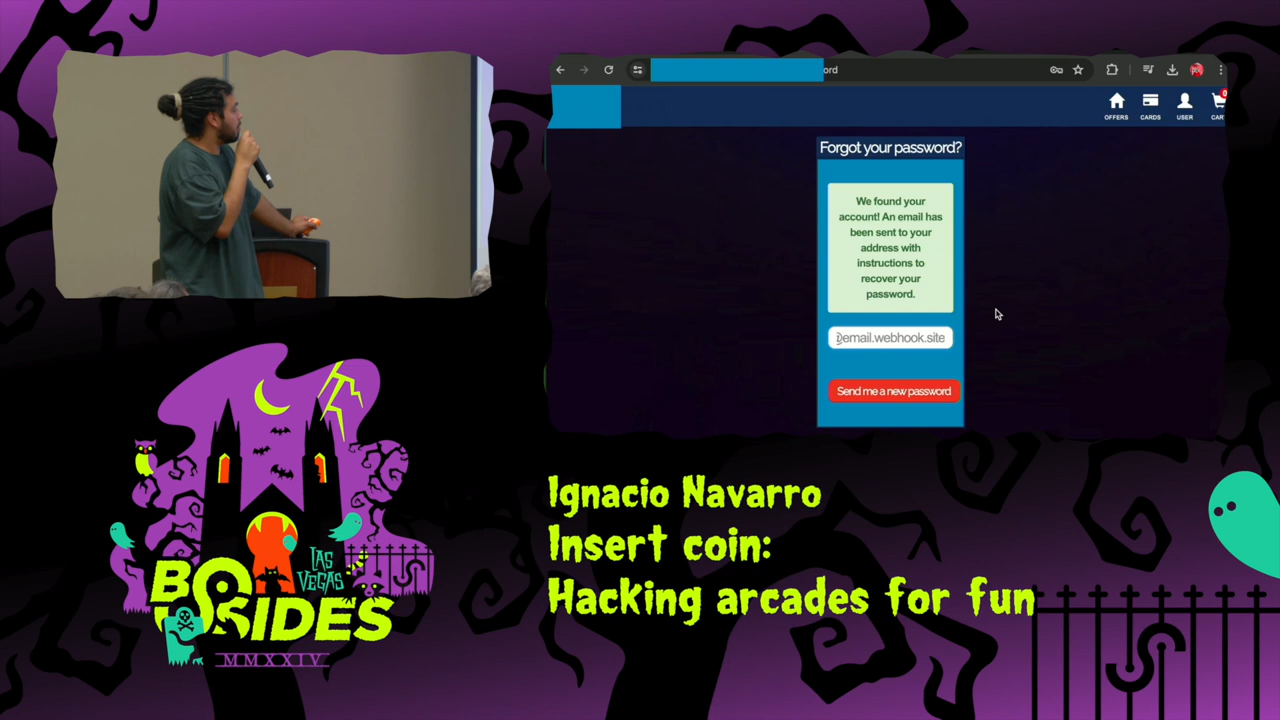 ord
OFFERS
CARDS
USER
0
CAR
Forgot your password?
We found your
account! An email has
been sent to your
address with
instructions to
recover your
password.
@email.webhook.site
Send me a new password
Ignacio Navarro
Insert coin:
Hacking arcades for fun
LAS
VEGAS
BSIDES
MMXXIV